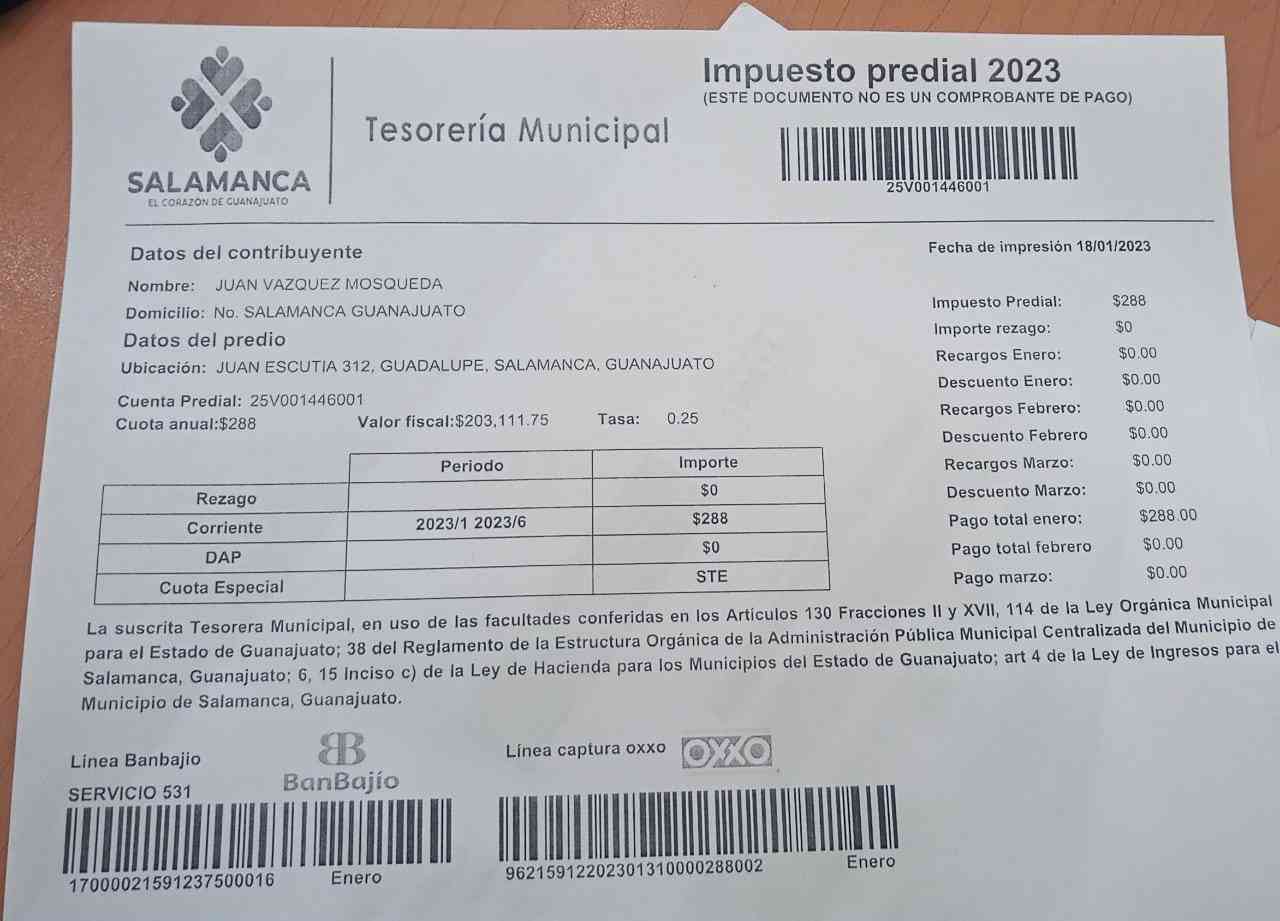 SALAMANCA
EL CORAZÓN DE GUANAJUATO
Tesorería Municipal
Impuesto predial 2023
(ESTE DOCUMENTO NO ES UN COMPROBANTE DE PAGO)
25V001446001
Fecha de impresión 18/01/2023
Datos del contribuyente
Nombre: JUAN VAZQUEZ MOSQUEDA
Domicilio: No. SALAMANCA GUANAJUATO
Datos del predio
Ubicación: JUAN ESCUTIA 312, GUADALUPE, SALAMANCA, GUANAJUATO
Cuenta Predial: 25V001446001
Cuota anual:$288 Valor fiscal:$203,111.75 Tasa: 0.25
Periodo Importe
Rezago $0
Corriente 2023/1 2023/6 $288
DAP $0
Cuota Especial STE
Impuesto Predial: $288
Importe rezago: $0
Recargos Enero: $0.00
Descuento Enero: $0.00
Recargos Febrero: $0.00
Descuento Febrero $0.00
Recargos Marzo: $0.00
Descuento Marzo: $0.00
Pago total enero: $288.00
Pago total febrero $0.00
Pago marzo: $0.00
La suscrita Tesorera Municipal, en uso de las facultades conferidas en los Artículos 130 Fracciones II y XVII, 114 de la Ley Orgánica Municipal
para el Estado de Guanajuato; 38 del Reglamento de la Estructura Orgánica de la Administración Pública Municipal Centralizada del Municipio de
Salamanca, Guanajuato; 6, 15 Inciso c) de la Ley de Hacienda para los Municipios del Estado de Guanajuato; art 4 de la Ley de Ingresos para el
Municipio de Salamanca, Guanajuato.
Línea Banbajio
BanBajío
SERVICIO 531
17000021591237500016 Enero
Línea captura oxxo OXXO
96215912202301310000288002 Enero